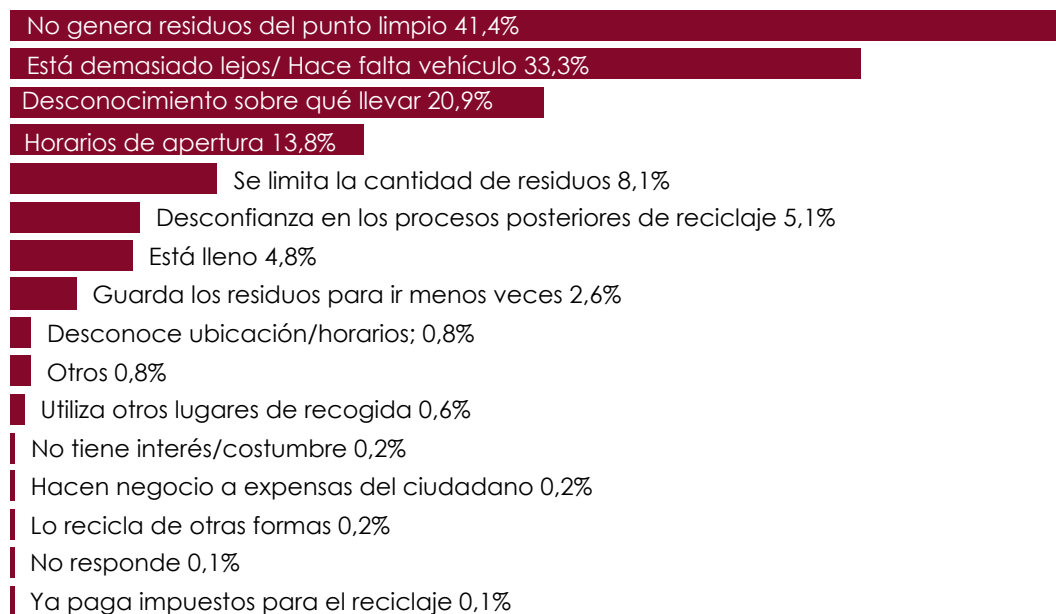 No genera residuos del punto limpio 41,4%
Está demasiado lejos/ Hace falta vehículo 33,3%
Desconocimiento sobre qué llevar 20,9%
Horarios de apertura 13,8%
Se limita la cantidad de residuos 8,1%
Desconfianza en los procesos posteriores de reciclaje 5,1%
Está lleno 4,8%
Guarda los residuos para ir menos veces 2,6%
Desconoce ubicación/horarios; 0,8%
Otros 0,8%
Utiliza otros lugares de recogida 0,6%
No tiene interés/costumbre 0,2%
Hacen negocio a expensas del ciudadano 0,2%
Lo recicla de otras formas 0,2%
No responde 0,1%
Ya paga impuestos para el reciclaje 0,1%